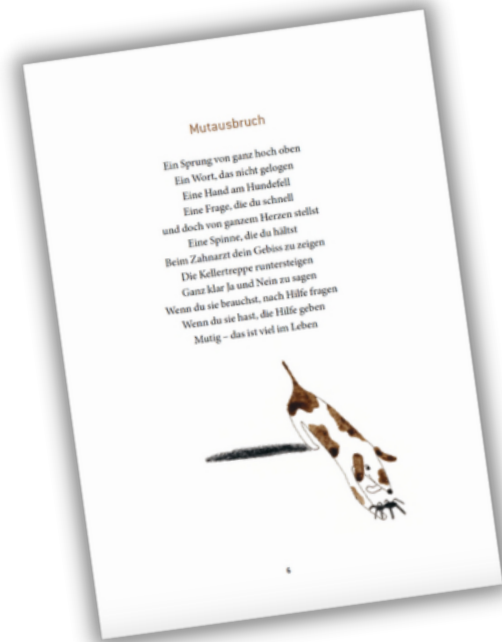 Mutausbruch
Ein Sprung von ganz hoch oben
Ein Wort, das nicht gelogen
Eine Hand am Hundefell
Eine Frage, die du schnell
und doch von ganzem Herzen stellst
Eine Spinne, die du hältst
Beim Zahnarzt dein Gebiss zu zeigen
Die Kellertreppe runtersteigen
Ganz klar Ja und Nein zu sagen
Wenn du sie brauchst, nach Hilfe fragen
Wenn du sie hast, die Hilfe geben
Mutig – das ist viel im Leben
6